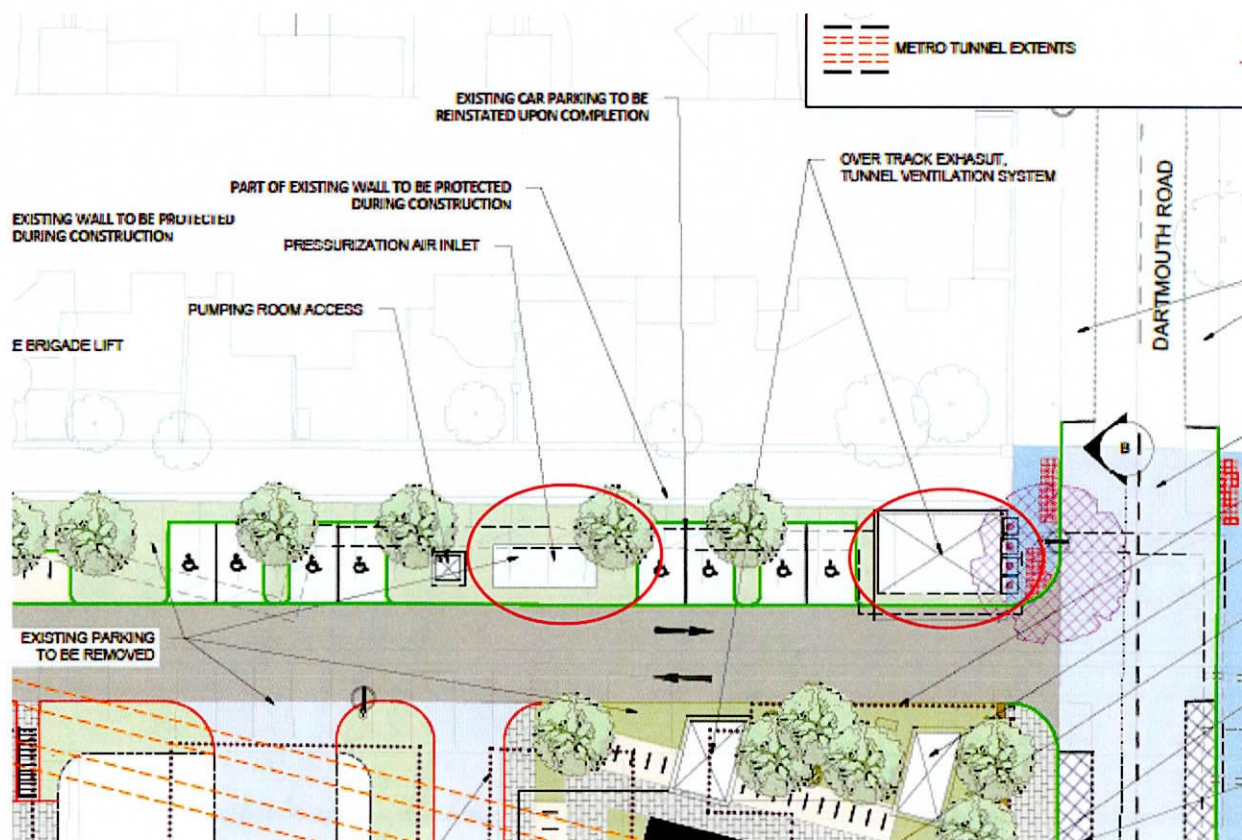 METRO TUNNEL EXTENTS
EXISTING CAR PARKING TO BE
REINSTATED UPON COMPLETION
OVER TRACK EXHASUT,
TUNNEL VENTILATION SYSTEM
PART OF EXISTING WALL TO BE PROTECTED
DURING CONSTRUCTION
EXISTING WALL TO BE PROTECTED
DURING CONSTRUCTION
PRESSURIZATION AIR INLET
PUMPING ROOM ACCESS
E BRIGADE LIFT
DARTMOUTH ROAD
B
EXISTING PARKING
TO BE REMOVED